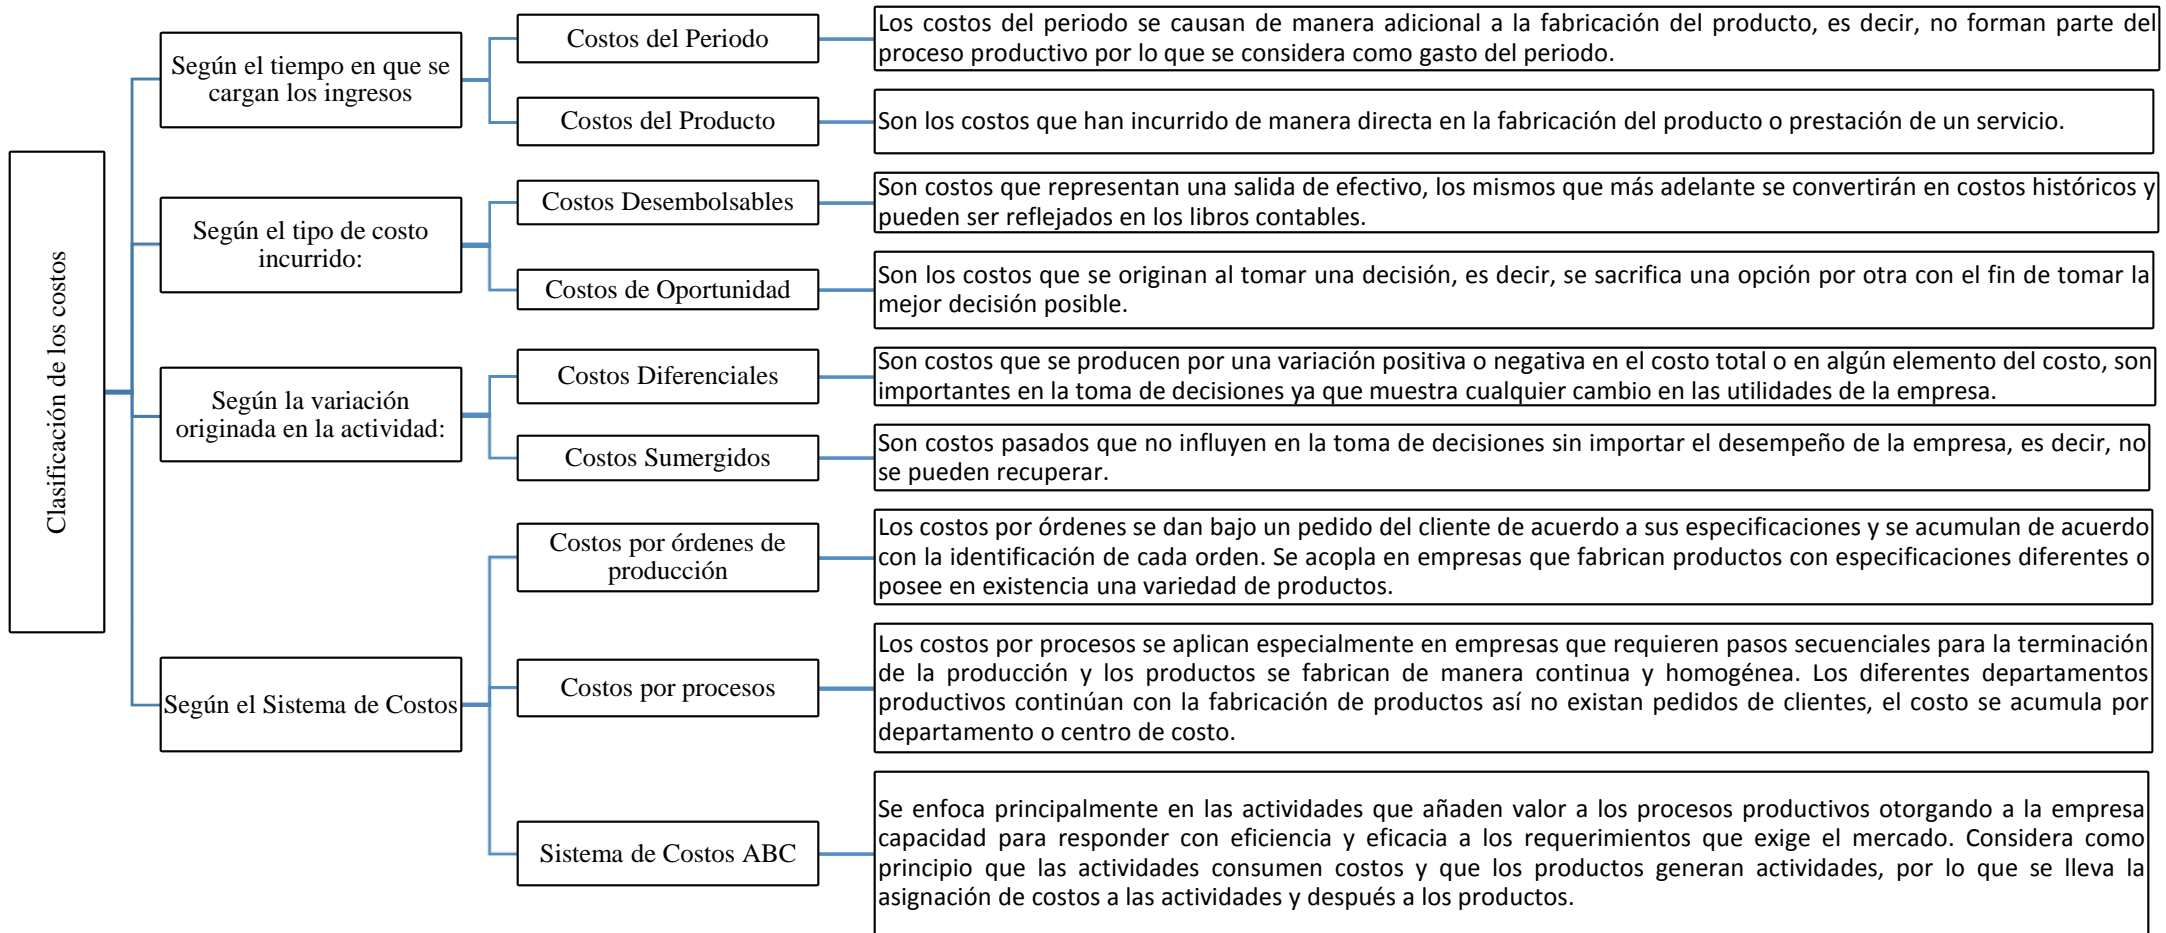 Clasificación de los costos
Según el tiempo en que se
cargan los ingresos
Costos del Periodo
Los costos del periodo se causan de manera adicional a la fabricación del producto, es decir, no forman parte del
proceso productivo por lo que se considera como gasto del periodo.
Costos del Producto
Son los costos que han incurrido de manera directa en la fabricación del producto o prestación de un servicio.
Según el tipo de costo
incurrido:
Costos Desembolsables
Son costos que representan una salida de efectivo, los mismos que más adelante se convertirán en costos históricos y
pueden ser reflejados en los libros contables.
Costos de Oportunidad
Son los costos que se originan al tomar una decisión, es decir, se sacrifica una opción por otra con el fin de tomar la
mejor decisión posible.
Según la variación
originada en la actividad:
Costos Diferenciales
Son costos que se producen por una variación positiva o negativa en el costo total o en algún elemento del costo, son
importantes en la toma de decisiones ya que muestra cualquier cambio en las utilidades de la empresa.
Costos Sumergidos
Son costos pasados que no influyen en la toma de decisiones sin importar el desempeño de la empresa, es decir, no
se pueden recuperar.
Según el Sistema de Costos
Costos por órdenes de
producción
Los costos por órdenes se dan bajo un pedido del cliente de acuerdo a sus especificaciones y se acumulan de acuerdo
con la identificación de cada orden. Se acopla en empresas que fabrican productos con especificaciones diferentes o
posee en existencia una variedad de productos.
Costos por procesos
Los costos por procesos se aplican especialmente en empresas que requieren pasos secuenciales para la terminación
de la producción y los productos se fabrican de manera continua y homogénea. Los diferentes departamentos
productivos continúan con la fabricación de productos así no existan pedidos de clientes, el costo se acumula por
departamento o centro de costo.
Sistema de Costos ABC
Se enfoca principalmente en las actividades que añaden valor a los procesos productivos otorgando a la empresa
capacidad para responder con eficiencia y eficacia a los requerimientos que exige el mercado. Considera como
principio que las actividades consumen costos y que los productos generan actividades, por lo que se lleva la
asignación de costos a las actividades y después a los productos.